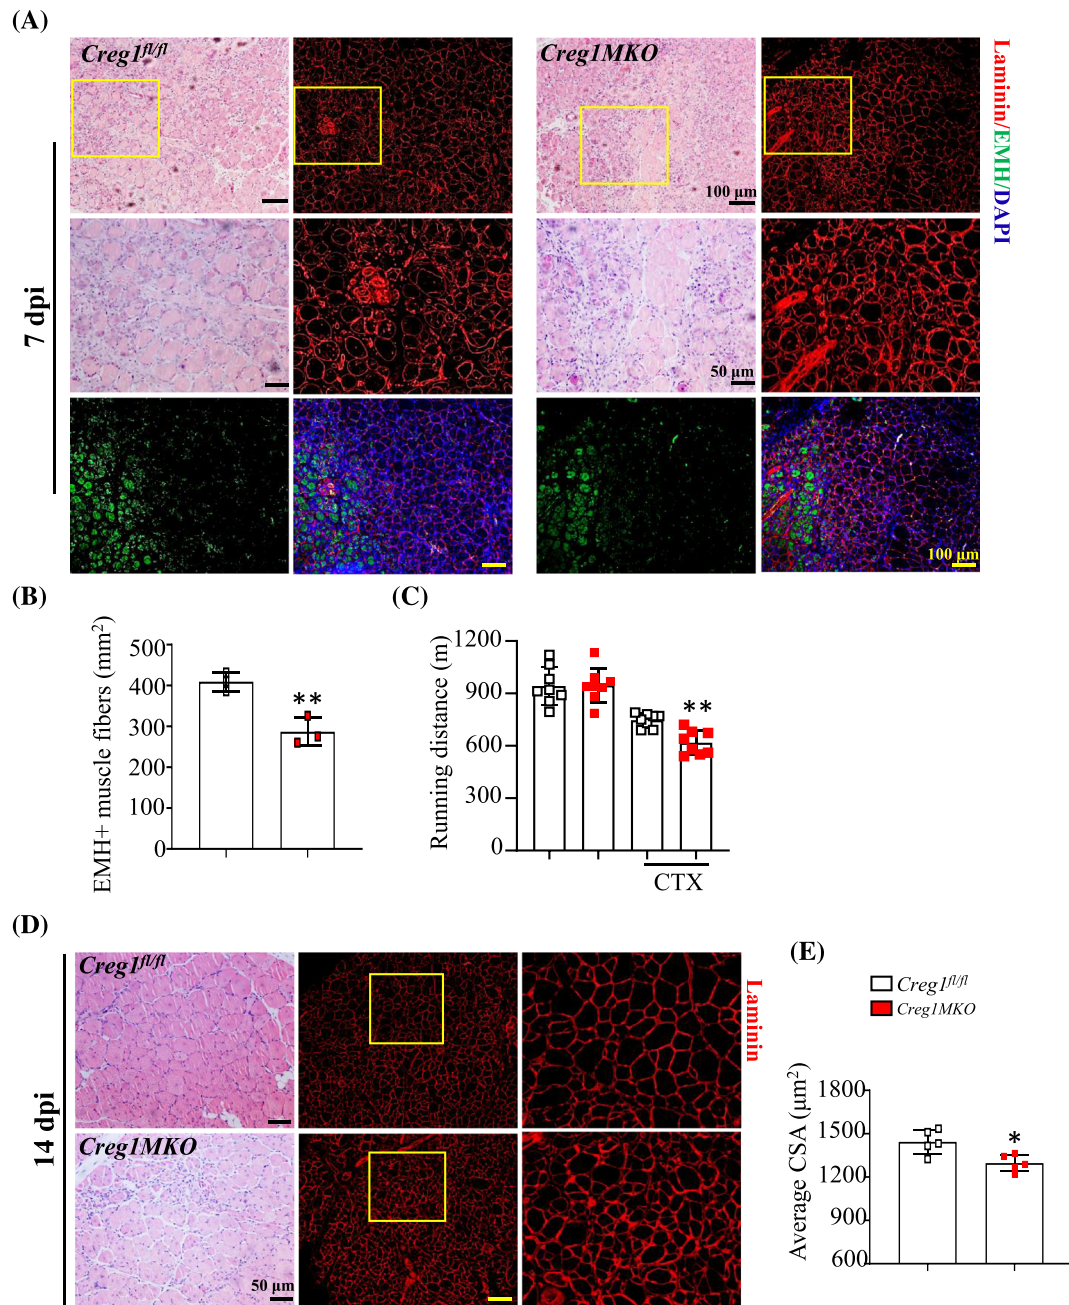 (A)
Creg1fl/fl
Creg1MKO
100 μm
50 μm
100 μm
7 dpi
Laminin/EMH/DAPI
(B)
EMH+ muscle fibers (mm2)
500
400
300
200
100
0
**
(C)
Running distance (m)
1200
900
600
300
0
**
CTX
(D)
14 dpi
Creg1fl/fl
Creg1MKO
50 μm
Laminin
(E)
Creg1fl/fl
Creg1MKO
Average CSA (μm2)
1800
1500
1200
900
600
*